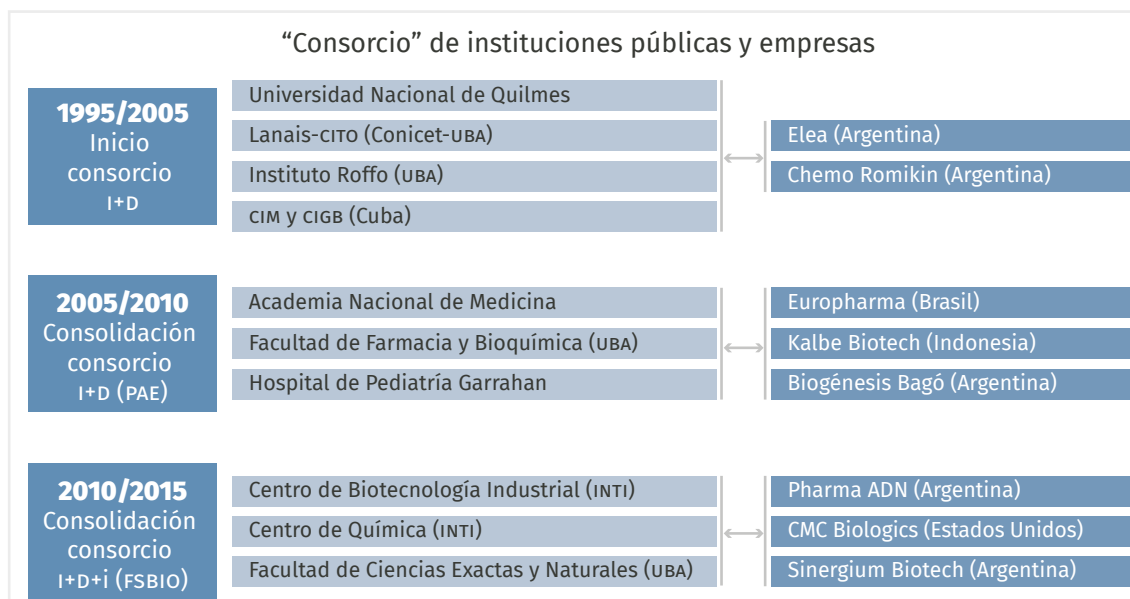 “Consorcio” de instituciones públicas y empresas
1995/2005
Inicio
consorcio
I+D
Universidad Nacional de Quilmes
Lanais-CITO (Conicet-UBA)
Instituto Roffo (UBA)
CIM y CIGB (Cuba)
Elea (Argentina)
Chemo Romikin (Argentina)
2005/2010
Consolidación
consorcio
I+D (PAE)
Academia Nacional de Medicina
Facultad de Farmacia y Bioquímica (UBA)
Hospital de Pediatría Garrahan
Europharma (Brasil)
Kalbe Biotech (Indonesia)
Biogénesis Bagó (Argentina)
2010/2015
Consolidación
consorcio
I+D+i (FSBIO)
Centro de Biotecnología Industrial (INTI)
Centro de Química (INTI)
Facultad de Ciencias Exactas y Naturales (UBA)
Pharma ADN (Argentina)
CMC Biologics (Estados Unidos)
Sinergium Biotech (Argentina)